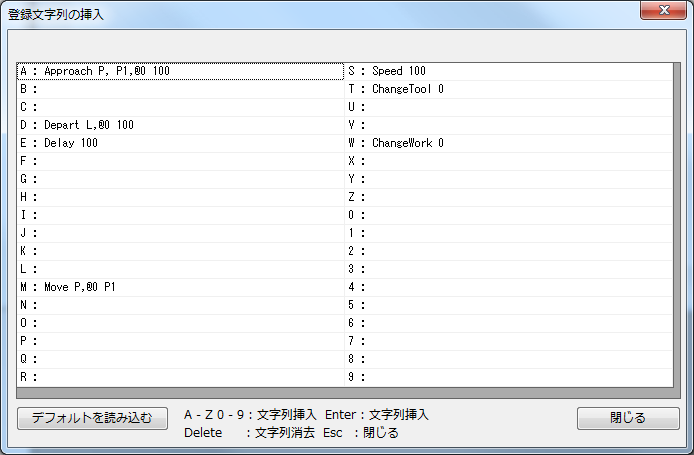 登録文字列の挿入
A : Approach P, P1,@0 100
B :
C :
D : Depart L,@0 100
E : Delay 100
F :
G :
H :
I :
J :
K :
L :
M : Move P,@0 P1
N :
O :
P :
Q :
R :
S : Speed 100
T : ChangeTool 0
U :
V :
W : ChangeWork 0
X :
Y :
Z :
0 :
1 :
2 :
3 :
4 :
5 :
6 :
7 :
8 :
9 :
デフォルトを読み込む
A - Z 0 - 9 : 文字列挿入 Enter : 文字列挿入
Delete : 文字列消去 Esc : 閉じる
閉じる